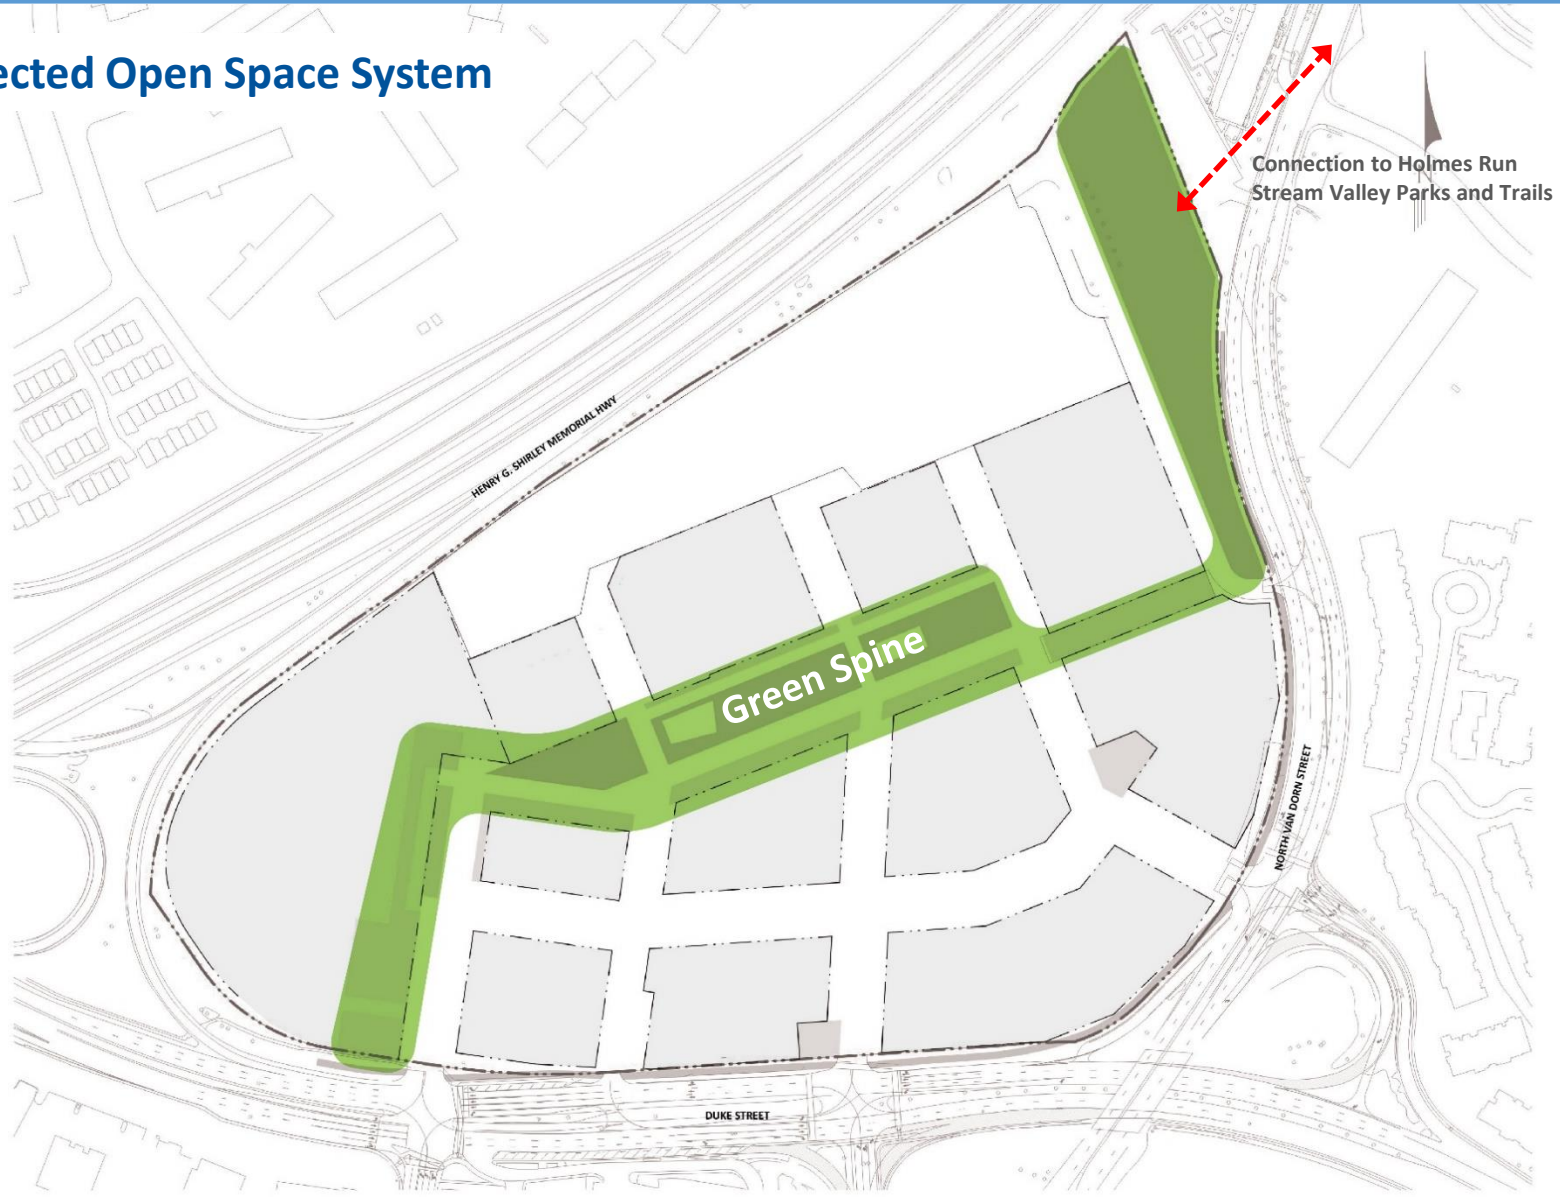 ected Open Space System
Connection to Holmes Run
Stream Valley Parks and Trails
HENRY G. SHIRLEY MEMORIAL HWY
Green Spine
NORTH VAN DORN STREET
DUKE STREET